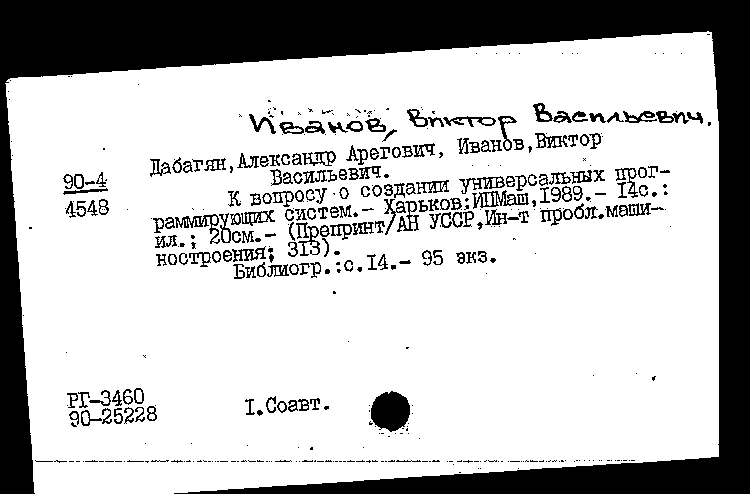 Иванов, Виктор Васильевич.
Дабагян, Александр Арегович, Иванов, Виктор
Васильевич.
90-4
4548
К вопросу о создании универсальных прог-
раммирующих систем.- Харьков:ИПМаш,1989.- 14с.:
ил.; 20см.- (Препринт/АН УССР,Ин-т пробл.маши-
ностроения; 313).
Библиогр.:с.14.- 95 экз.
РГ-3460
90-25228
1.Соавт.